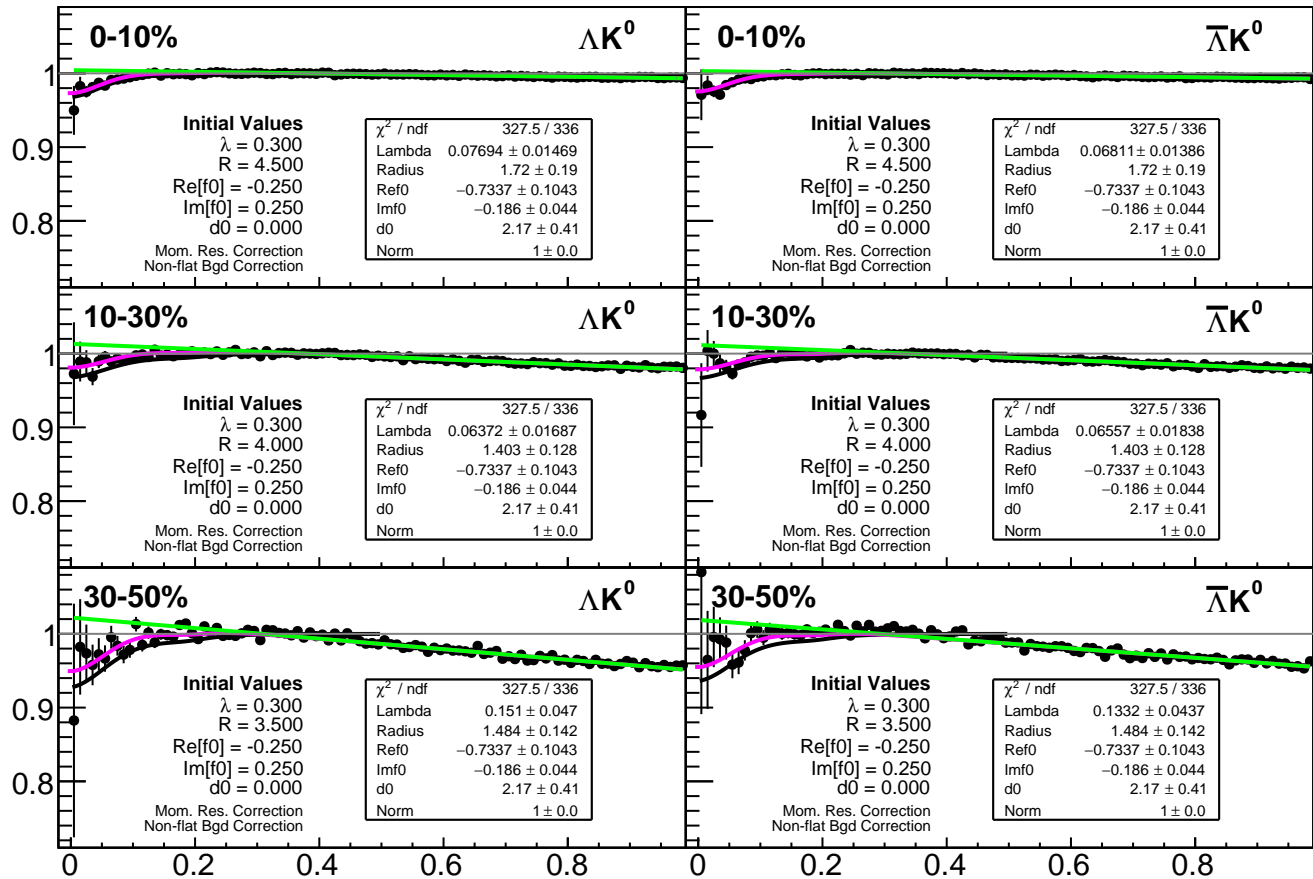 0-10% ΛK⁰
1
0.9
0.8
Initial Values
λ = 0.300
R = 4.500
Re[f0] = -0.250
Im[f0] = 0.250
d0 = 0.000
Mom. Res. Correction
Non-flat Bgd Correction
χ² / ndf 327.5 / 336
Lambda 0.07694 ± 0.01469
Radius 1.72 ± 0.19
Ref0 −0.7337 ± 0.1043
Imf0 −0.186 ± 0.044
d0 2.17 ± 0.41
Norm 1 ± 0.0
0-10% Λ̅K⁰
Initial Values
λ = 0.300
R = 4.500
Re[f0] = -0.250
Im[f0] = 0.250
d0 = 0.000
Mom. Res. Correction
Non-flat Bgd Correction
χ² / ndf 327.5 / 336
Lambda 0.06811 ± 0.01386
Radius 1.72 ± 0.19
Ref0 −0.7337 ± 0.1043
Imf0 −0.186 ± 0.044
d0 2.17 ± 0.41
Norm 1 ± 0.0
10-30% ΛK⁰
1
0.9
0.8
Initial Values
λ = 0.300
R = 4.000
Re[f0] = -0.250
Im[f0] = 0.250
d0 = 0.000
Mom. Res. Correction
Non-flat Bgd Correction
χ² / ndf 327.5 / 336
Lambda 0.06372 ± 0.01687
Radius 1.403 ± 0.128
Ref0 −0.7337 ± 0.1043
Imf0 −0.186 ± 0.044
d0 2.17 ± 0.41
Norm 1 ± 0.0
10-30% Λ̅K⁰
Initial Values
λ = 0.300
R = 4.000
Re[f0] = -0.250
Im[f0] = 0.250
d0 = 0.000
Mom. Res. Correction
Non-flat Bgd Correction
χ² / ndf 327.5 / 336
Lambda 0.06557 ± 0.01838
Radius 1.403 ± 0.128
Ref0 −0.7337 ± 0.1043
Imf0 −0.186 ± 0.044
d0 2.17 ± 0.41
Norm 1 ± 0.0
30-50% ΛK⁰
1
0.9
0.8
Initial Values
λ = 0.300
R = 3.500
Re[f0] = -0.250
Im[f0] = 0.250
d0 = 0.000
Mom. Res. Correction
Non-flat Bgd Correction
χ² / ndf 327.5 / 336
Lambda 0.151 ± 0.047
Radius 1.484 ± 0.142
Ref0 −0.7337 ± 0.1043
Imf0 −0.186 ± 0.044
d0 2.17 ± 0.41
Norm 1 ± 0.0
30-50% Λ̅K⁰
Initial Values
λ = 0.300
R = 3.500
Re[f0] = -0.250
Im[f0] = 0.250
d0 = 0.000
Mom. Res. Correction
Non-flat Bgd Correction
χ² / ndf 327.5 / 336
Lambda 0.1332 ± 0.0437
Radius 1.484 ± 0.142
Ref0 −0.7337 ± 0.1043
Imf0 −0.186 ± 0.044
d0 2.17 ± 0.41
Norm 1 ± 0.0
0 0.2 0.4 0.6 0.8 0 0.2 0.4 0.6 0.8